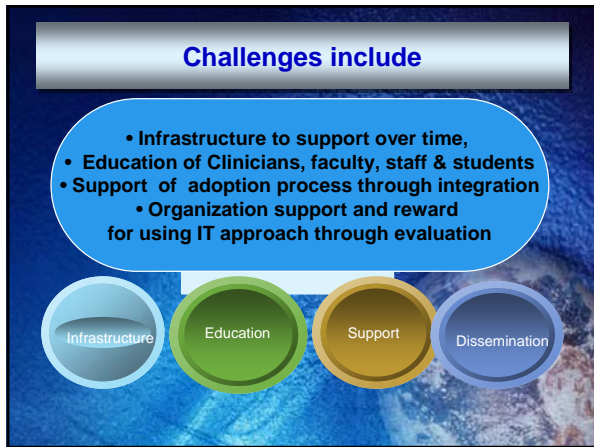 Challenges include
• Infrastructure to support over time,
• Education of Clinicians, faculty, staff & students
• Support of adoption process through integration
• Organization support and reward
for using IT approach through evaluation
Infrastructure
Education
Support
Dissemination